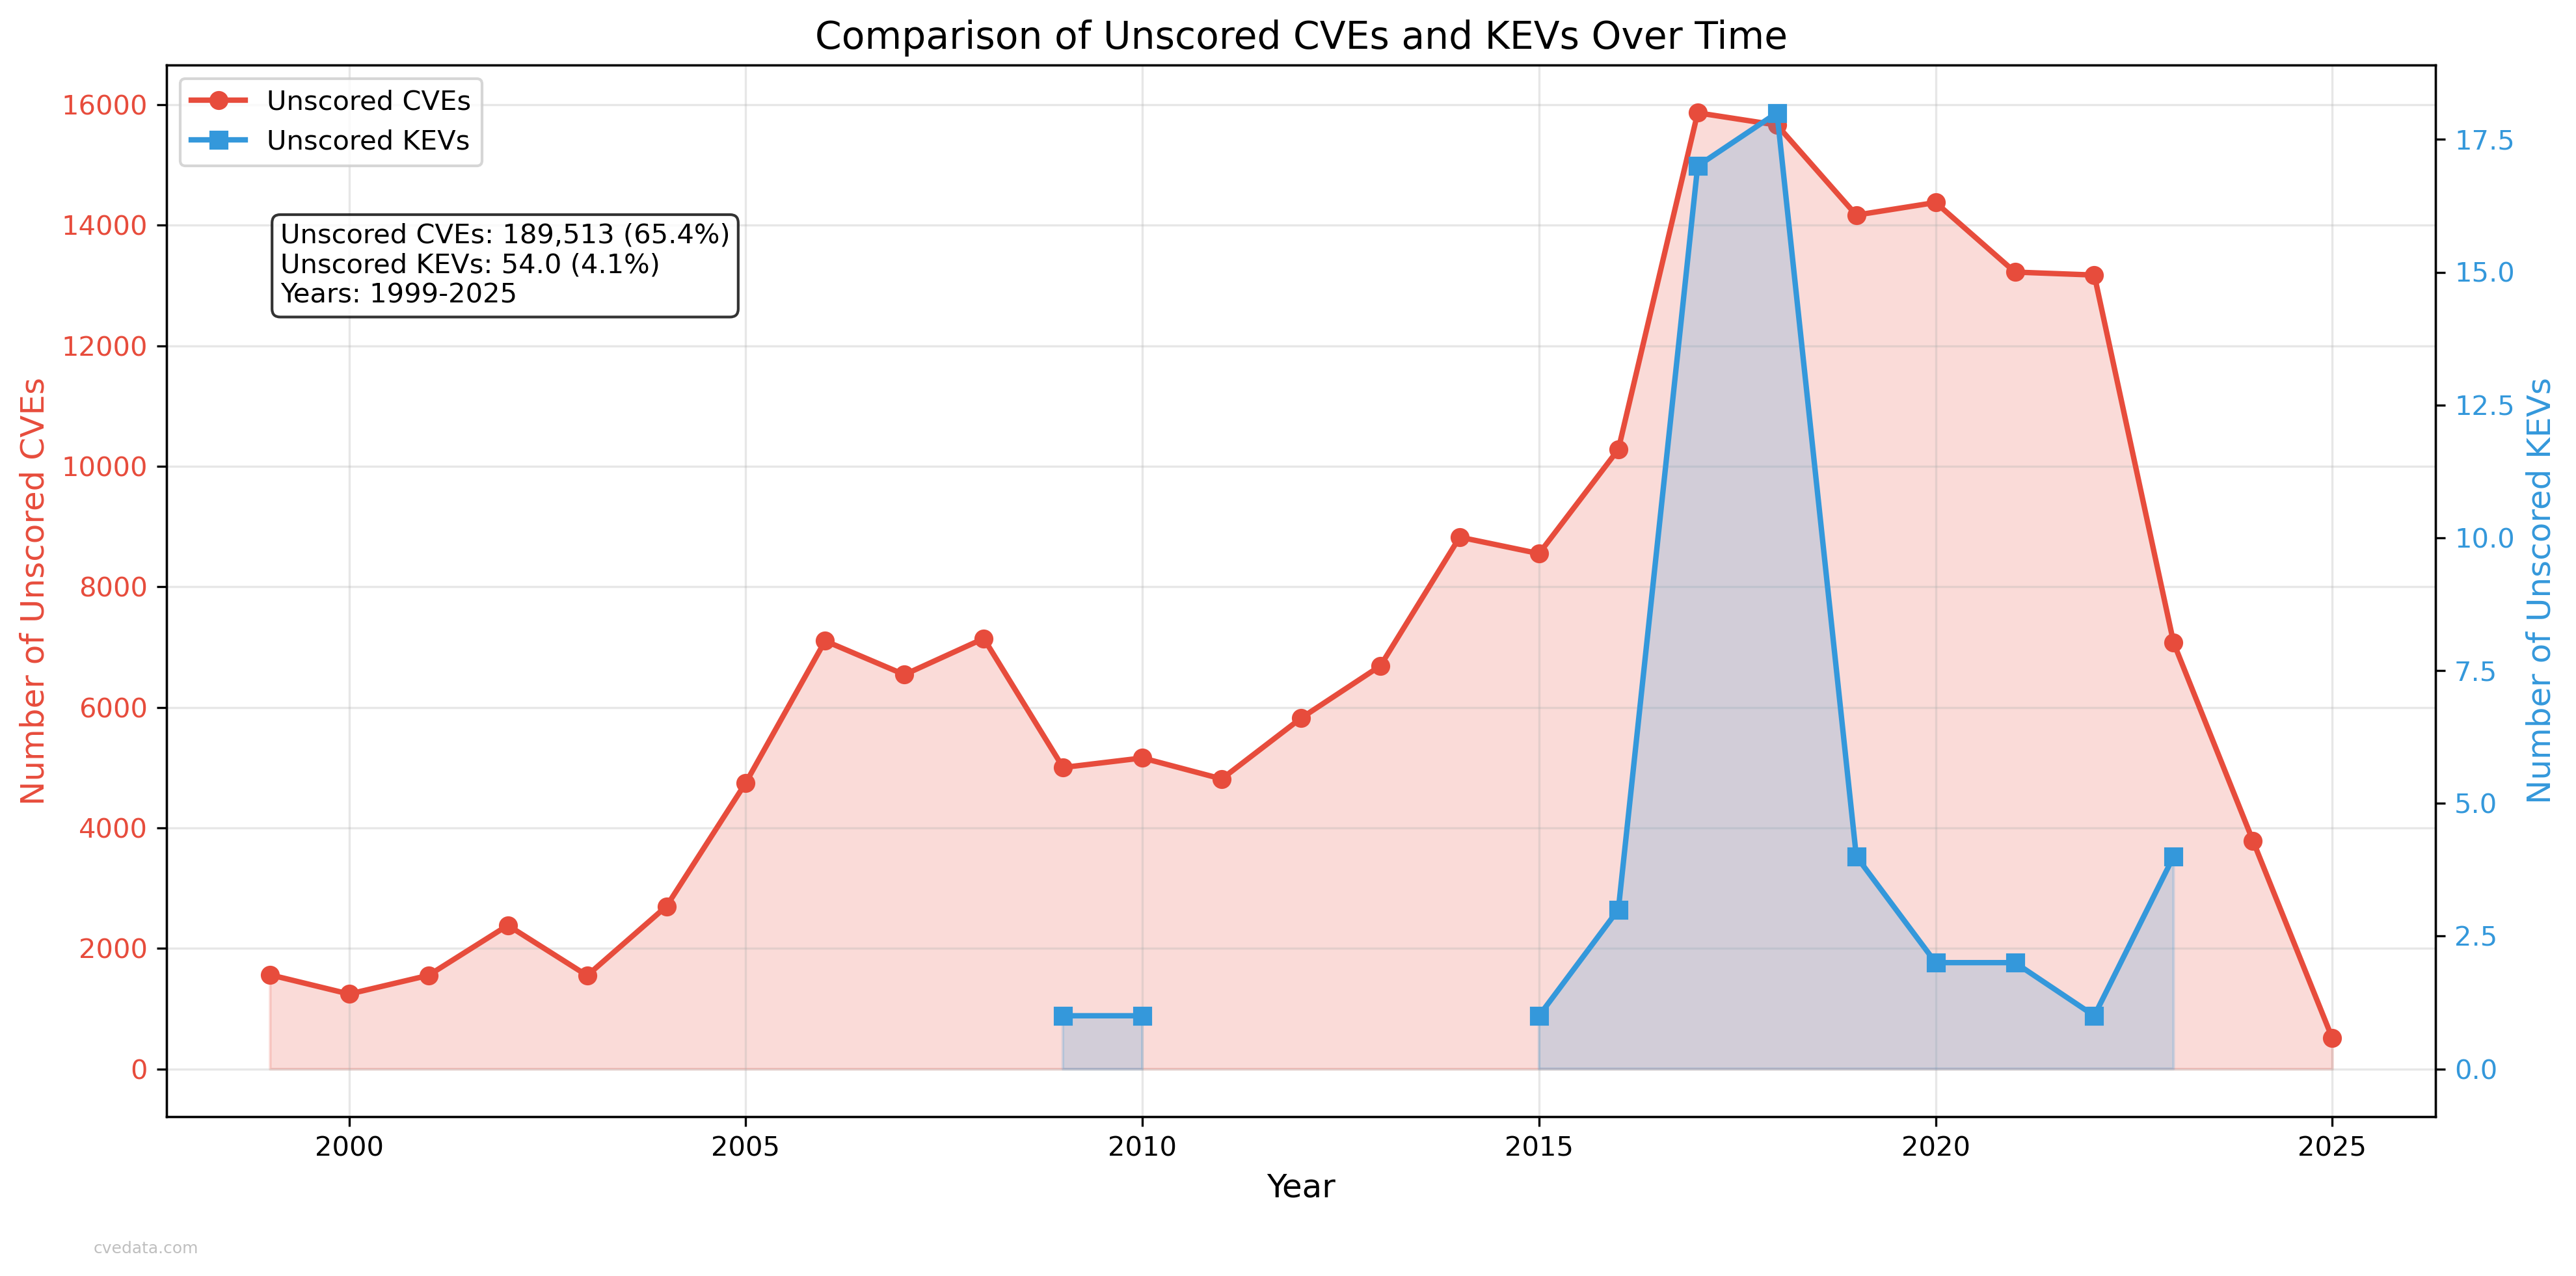 Comparison of Unscored CVEs and KEVs Over Time
Unscored CVEs
Unscored KEVs
Unscored CVEs: 189,513 (65.4%)
Unscored KEVs: 54.0 (4.1%)
Years: 1999-2025
Number of Unscored CVEs
16000
14000
12000
10000
8000
6000
4000
2000
0
17.5
15.0
12.5
10.0
7.5
5.0
2.5
0.0
Number of Unscored KEVs
2000
2005
2010
2015
2020
2025
Year
cvedata.com